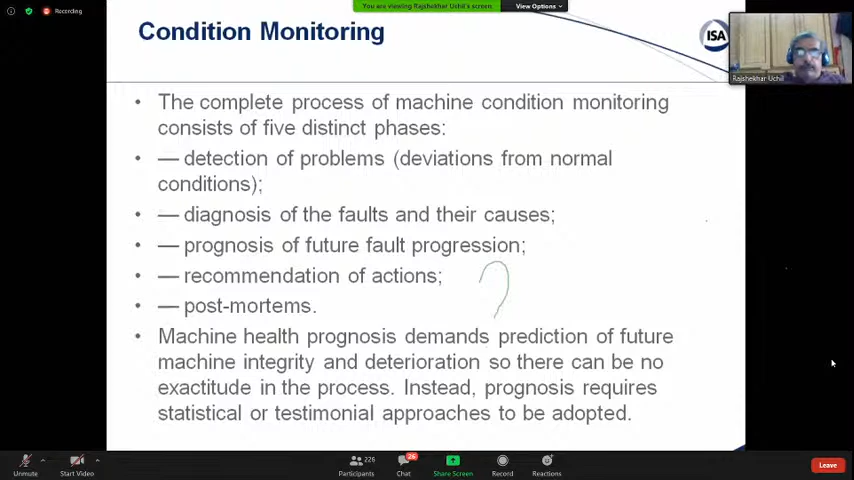 Recording
You are viewing Rajshekhar Uchil's screen
View Options
Condition Monitoring
ISA
Rajshekhar Uchil
• The complete process of machine condition monitoring
consists of five distinct phases:
• — detection of problems (deviations from normal
conditions);
• — diagnosis of the faults and their causes;
• — prognosis of future fault progression;
• — recommendation of actions;
• — post-mortems.
• Machine health prognosis demands prediction of future
machine integrity and deterioration so there can be no
exactitude in the process. Instead, prognosis requires
statistical or testimonial approaches to be adopted.
Unmute
Start Video
226
Participants
26
Chat
Share Screen
Record
Reactions
Leave